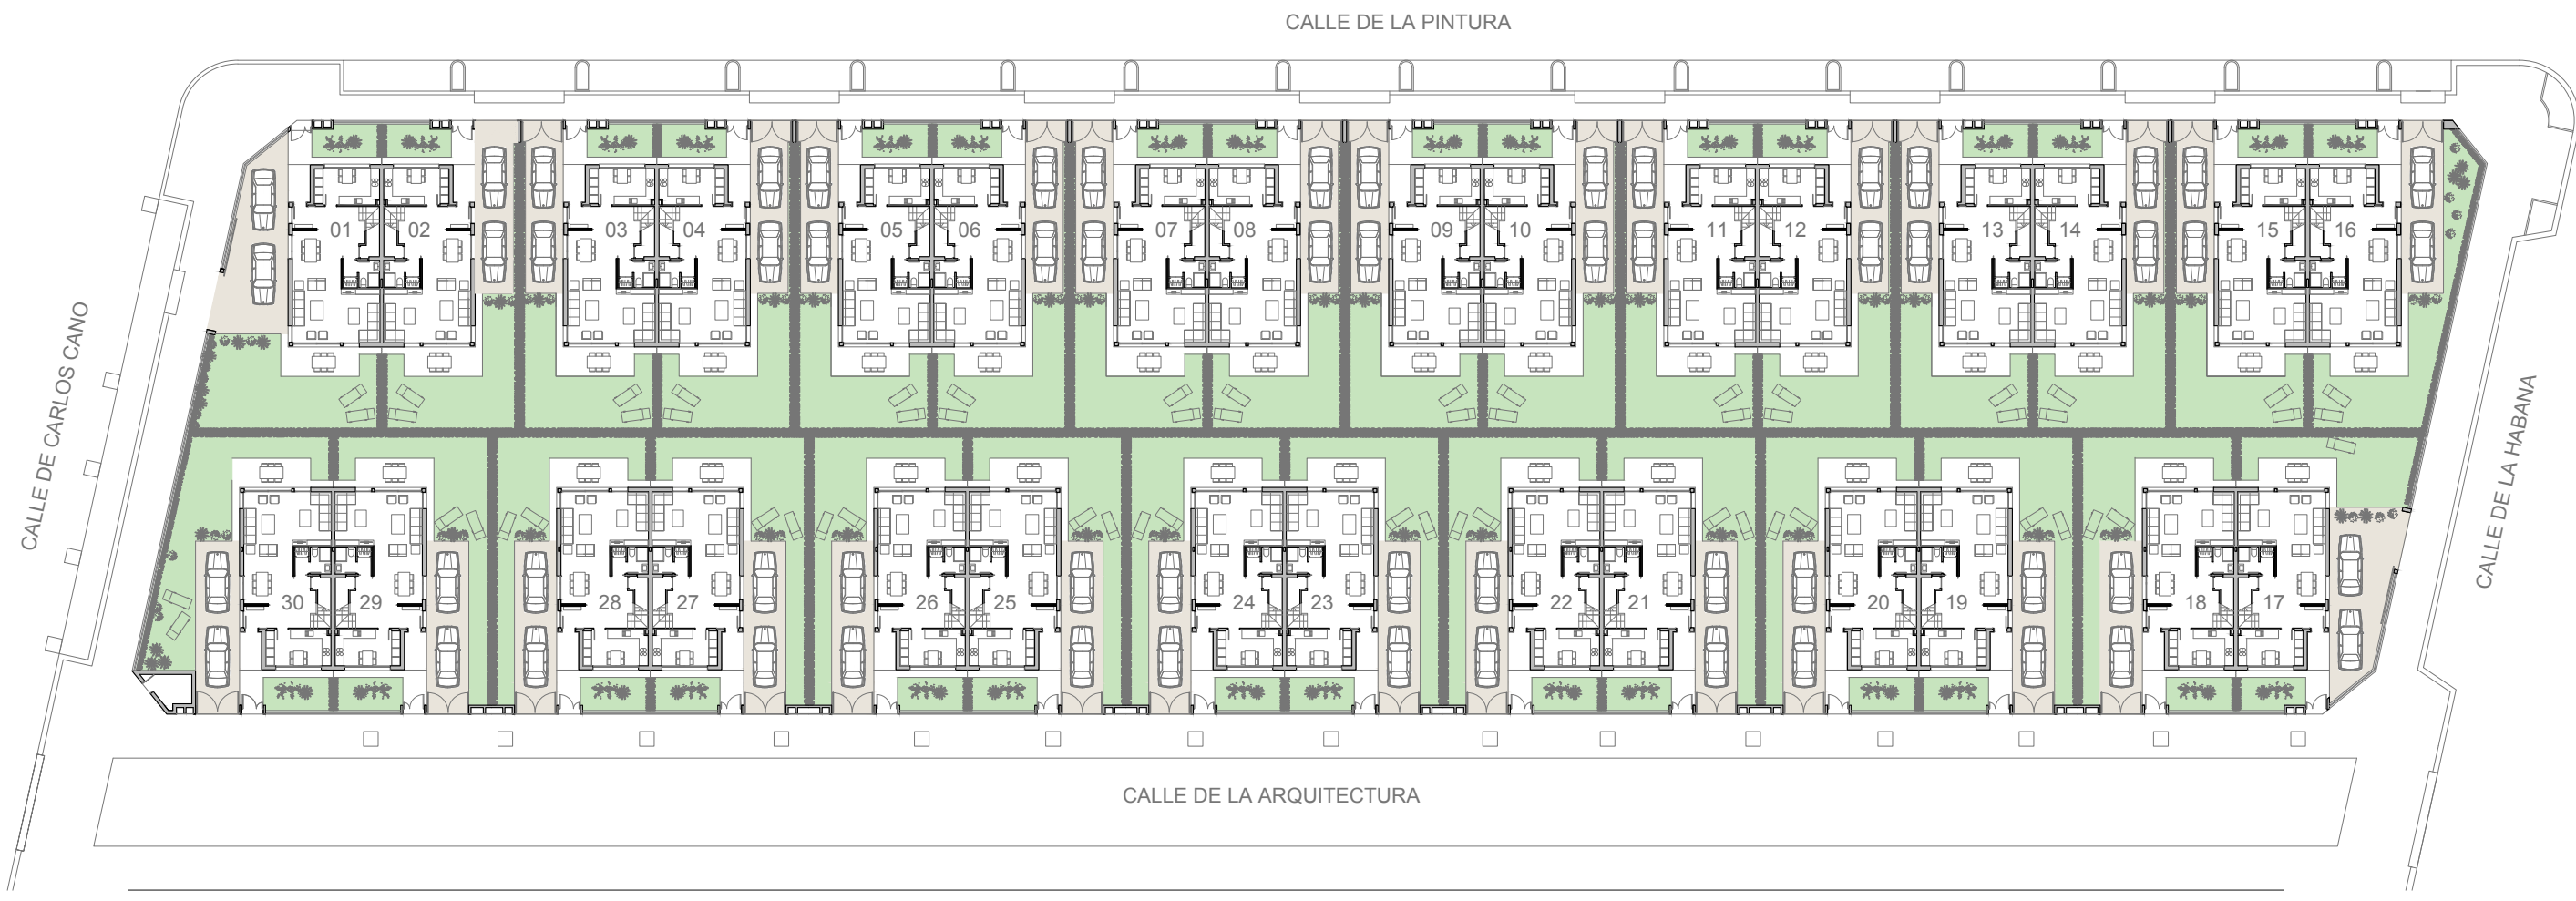 CALLE DE LA PINTURA
01 02 03 04 05 06 07 08 09 10 11 12 13 14 15 16
CALLE DE CARLOS CANO
CALLE DE LA HABANA
30 29 28 27 26 25 24 23 22 21 20 19 18 17
CALLE DE LA ARQUITECTURA